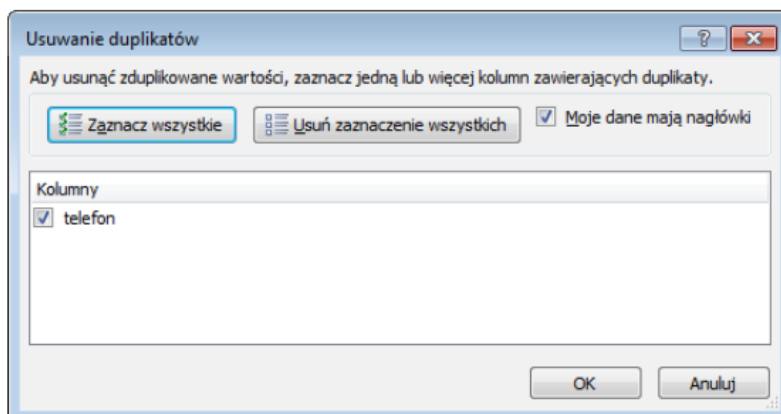 Usuwanie duplikatów
Aby usunąć zduplikowane wartości, zaznacz jedną lub więcej kolumn zawierających duplikaty.
Zaznacz wszystkie
Usuń zaznaczenie wszystkich
Moje dane mają nagłówki
Kolumny
telefon
OK
Anuluj